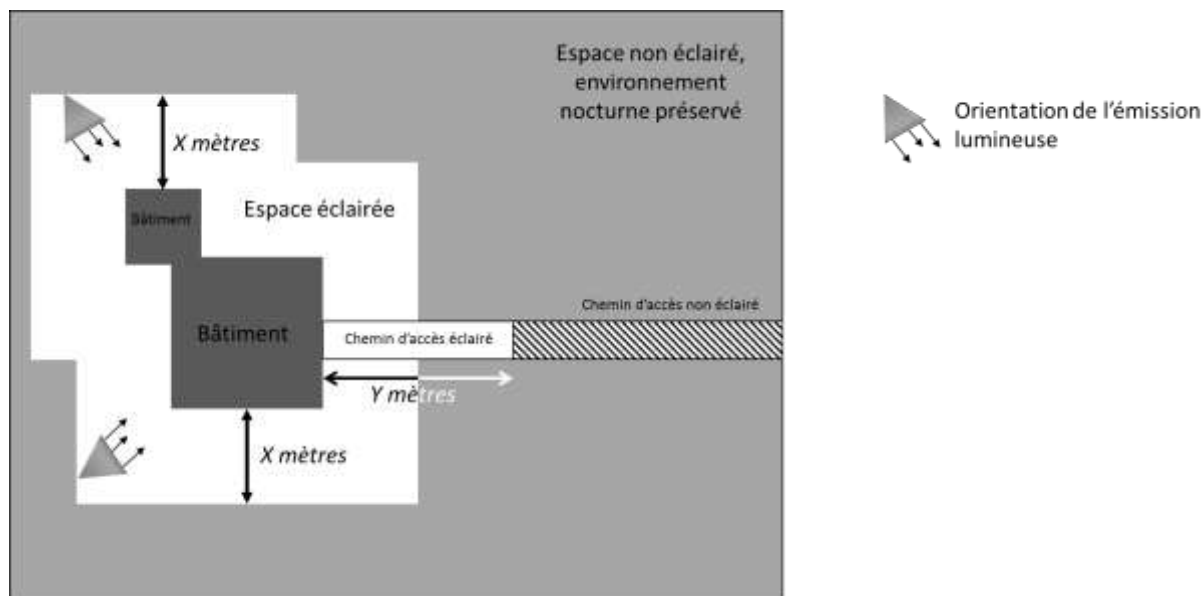 Espace non éclairé,
environnement
nocturne préservé
Orientation de l'émission
lumineuse
X mètres
Bâtiment
Espace éclairée
Chemin d'accès non éclairé
Bâtiment
Chemin d'accès éclairé
Y mètres
X mètres